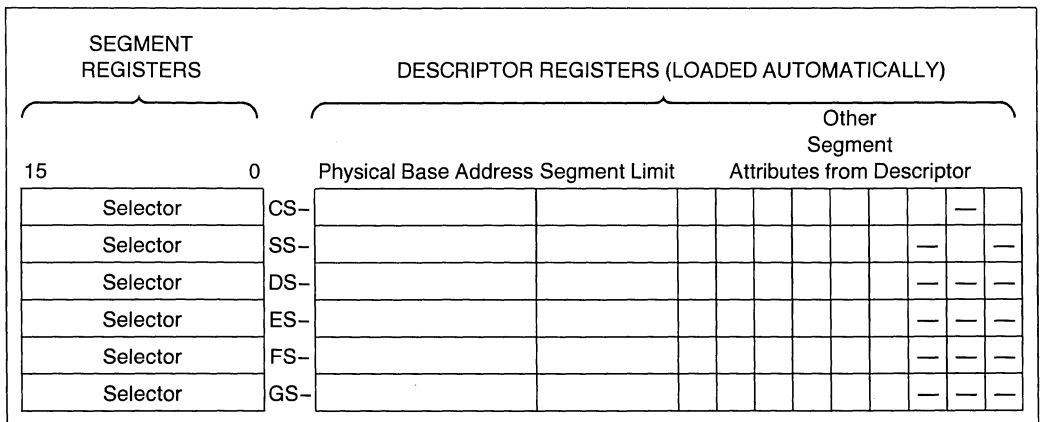 SEGMENT
REGISTERS
DESCRIPTOR REGISTERS (LOADED AUTOMATICALLY)
Other
Segment
15 0 Physical Base Address Segment Limit Attributes from Descriptor
Selector CS– —
Selector SS– — —
Selector DS– — — —
Selector ES– — — —
Selector FS– — — —
Selector GS– — — —